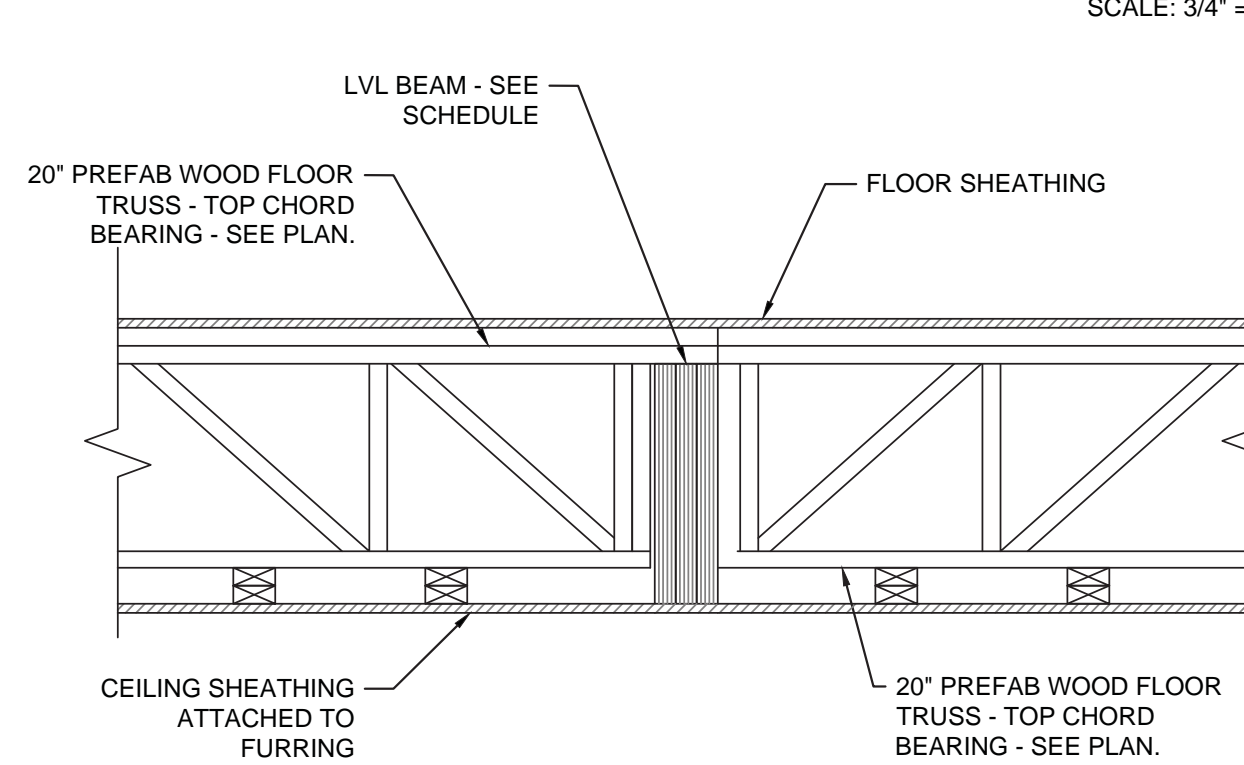 SCALE: 3/4" =
LVL BEAM - SEE
SCHEDULE
20" PREFAB WOOD FLOOR
TRUSS - TOP CHORD
BEARING - SEE PLAN.
FLOOR SHEATHING
CEILING SHEATHING
ATTACHED TO
FURRING
20" PREFAB WOOD FLOOR
TRUSS - TOP CHORD
BEARING - SEE PLAN.